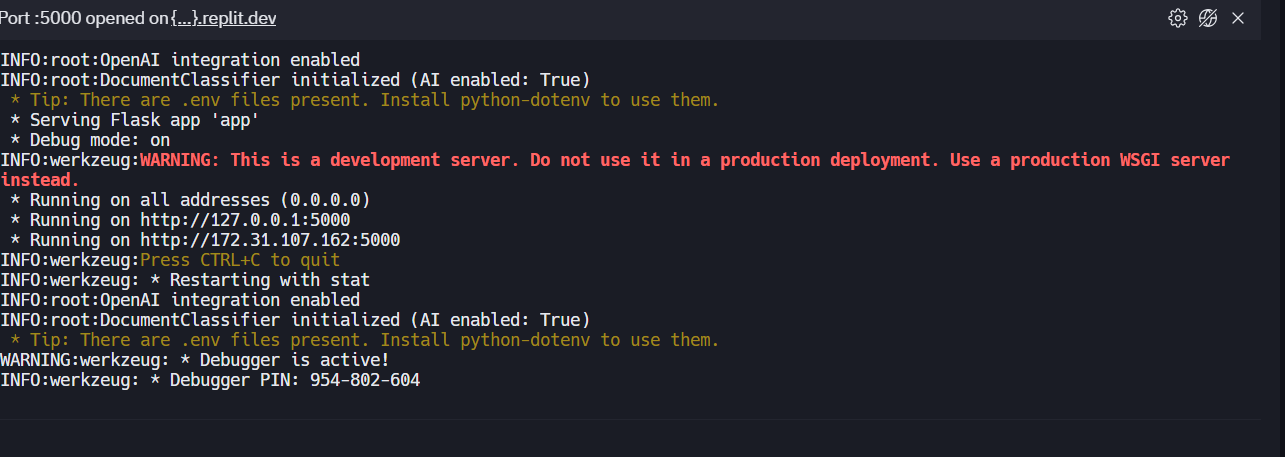 Port :5000 opened on {...}.replit.dev
INFO:root:OpenAI integration enabled
INFO:root:DocumentClassifier initialized (AI enabled: True)
* Tip: There are .env files present. Install python-dotenv to use them.
* Serving Flask app 'app'
* Debug mode: on
INFO:werkzeug:WARNING: This is a development server. Do not use it in a production deployment. Use a production WSGI server
instead.
* Running on all addresses (0.0.0.0)
* Running on http://127.0.0.1:5000
* Running on http://172.31.107.162:5000
INFO:werkzeug:Press CTRL+C to quit
INFO:werkzeug: * Restarting with stat
INFO:root:OpenAI integration enabled
INFO:root:DocumentClassifier initialized (AI enabled: True)
* Tip: There are .env files present. Install python-dotenv to use them.
WARNING:werkzeug: * Debugger is active!
INFO:werkzeug: * Debugger PIN: 954-802-604